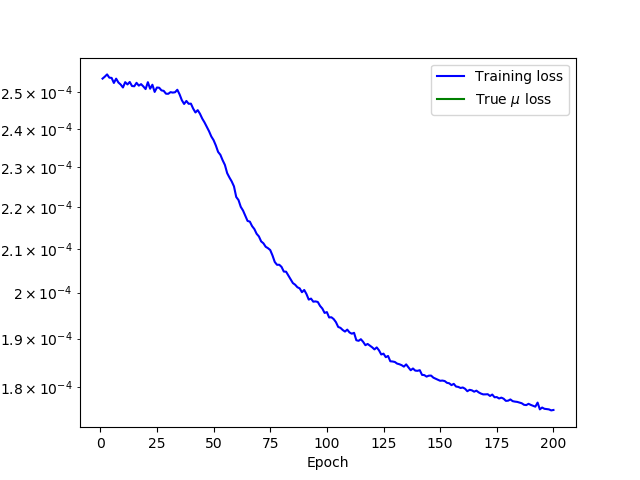 Training loss
True μ loss
2.5 × 10⁻⁴
2.4 × 10⁻⁴
2.3 × 10⁻⁴
2.2 × 10⁻⁴
2.1 × 10⁻⁴
2 × 10⁻⁴
1.9 × 10⁻⁴
1.8 × 10⁻⁴
0 25 50 75 100 125 150 175 200
Epoch